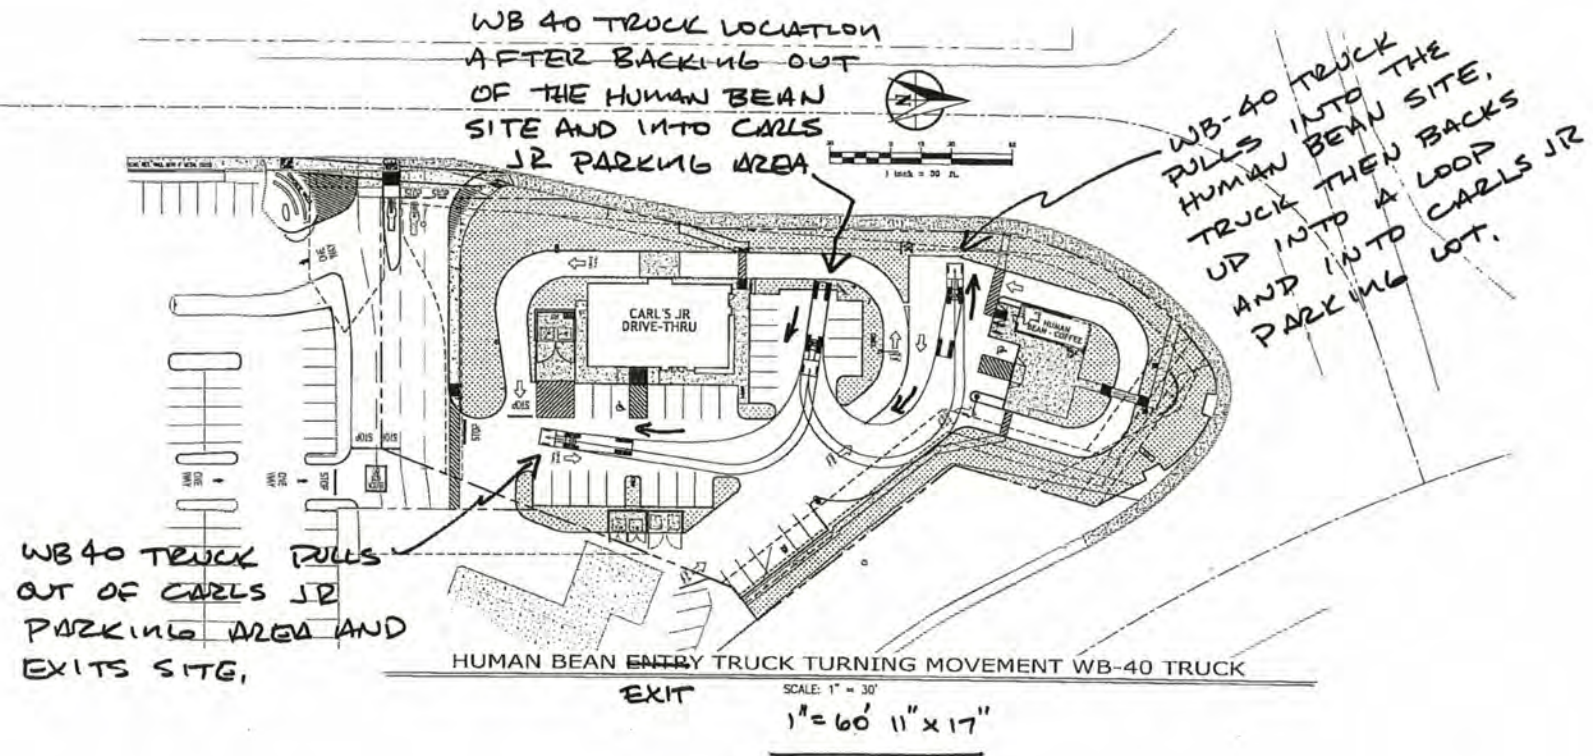 WB 40 TRUCK LOCATION
AFTER BACKING OUT
OF THE HUMAN BEAN
SITE AND INTO CARLS
JR PARKING AREA
WB-40 TRUCK
PULLS INTO THE
HUMAN BEAN SITE.
TRUCK THEN BACKS
UP INTO A LOOP
AND INTO CARLS JR
PARKING LOT.
N
1 inch = 30 ft.
CARL'S JR
DRIVE-THRU
HUMAN
BEAN - COFFEE
STOP
STOP
STOP
STOP
STOP
STOP
WB 40 TRUCK PULLS
OUT OF CARLS JR
PARKING AREA AND
EXITS SITE.
HUMAN BEAN ENTRY TRUCK TURNING MOVEMENT WB-40 TRUCK
EXIT
SCALE: 1" = 30'
1" = 60' 11" x 17"